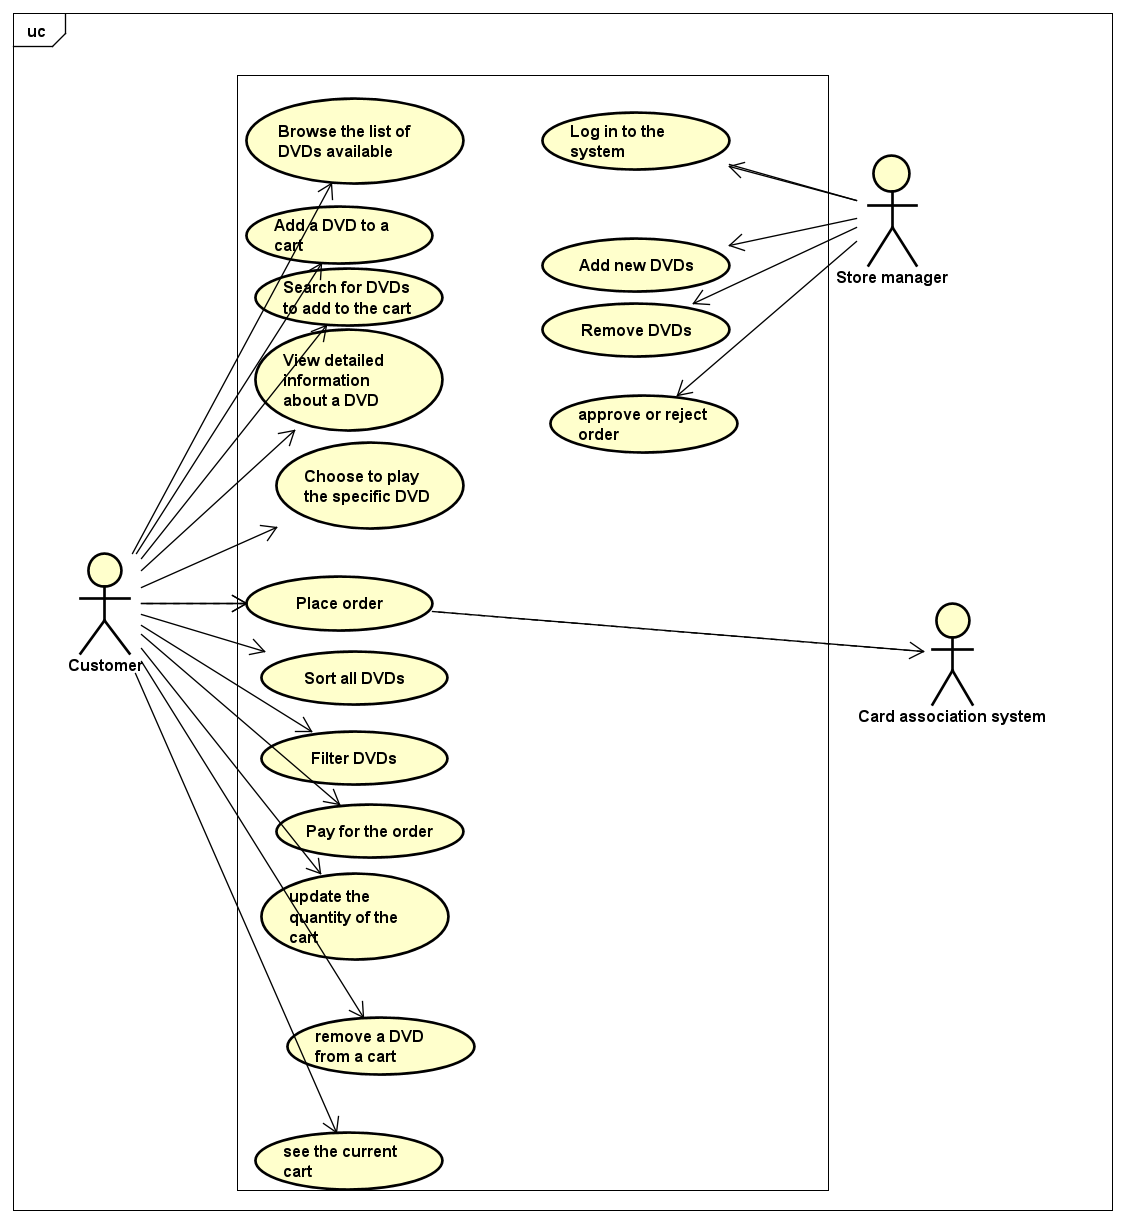 uc
Browse the list of
DVDs available
Log in to the
system
Add a DVD to a
cart
Search for DVDs
to add to the cart
Add new DVDs
Store manager
Remove DVDs
View detailed
information
about a DVD
approve or reject
order
Choose to play
the specific DVD
Place order
Customer
Sort all DVDs
Card association system
Filter DVDs
Pay for the order
update the
quantity of the
cart
remove a DVD
from a cart
see the current
cart